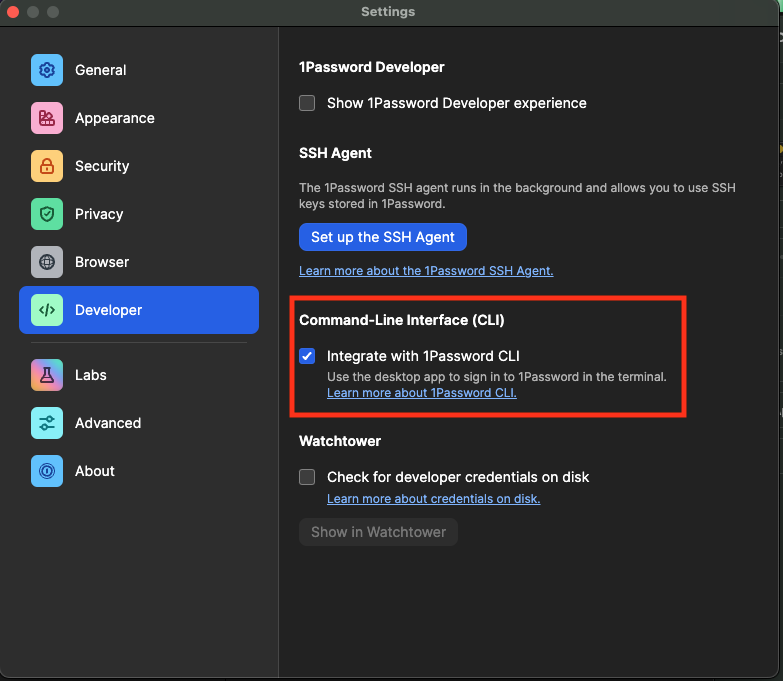 Settings
General
Appearance
Security
Privacy
Browser
Developer
Labs
Advanced
About
1Password Developer
Show 1Password Developer experience
SSH Agent
The 1Password SSH agent runs in the background and allows you to use SSH
keys stored in 1Password.
Set up the SSH Agent
Learn more about the 1Password SSH Agent.
Command-Line Interface (CLI)
Integrate with 1Password CLI
Use the desktop app to sign in to 1Password in the terminal.
Learn more about 1Password CLI.
Watchtower
Check for developer credentials on disk
Learn more about credentials on disk.
Show in Watchtower